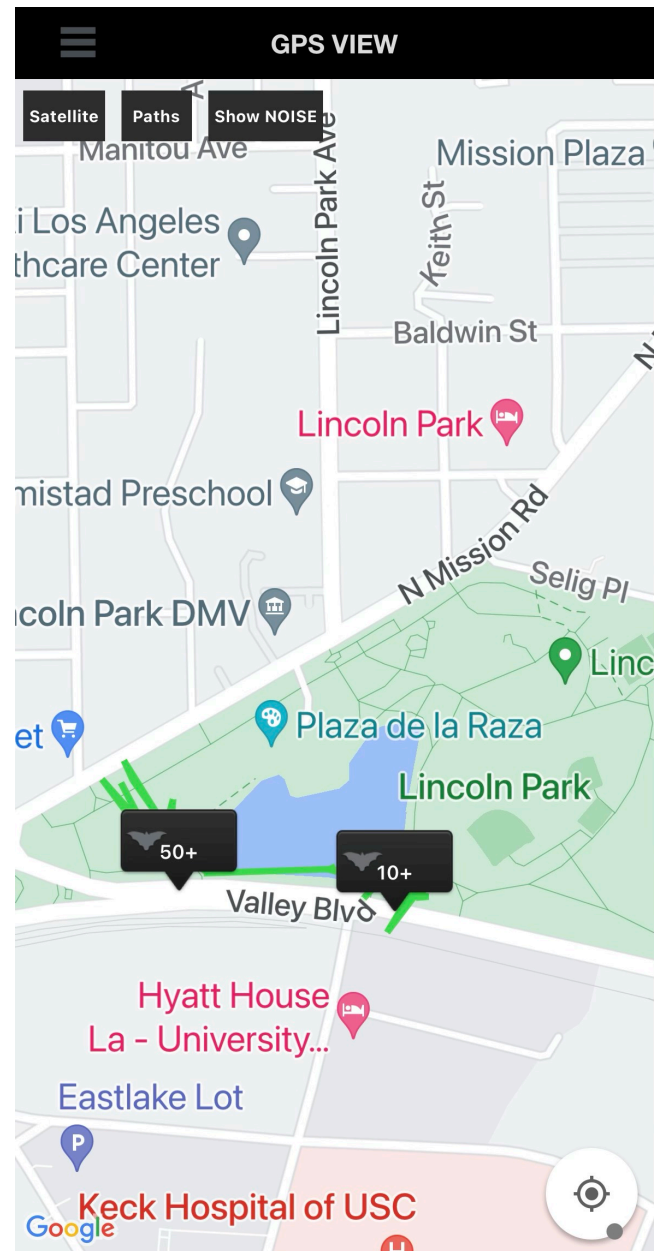 GPS VIEW
Satellite
Paths
Show NOISE
Manitou Ave
Lincoln Park Ave
Keith St
Mission Plaza
i Los Angeles
thcare Center
Baldwin St
N
Lincoln Park
mistad Preschool
N Mission Rd
Selig Pl
coln Park DMV
Linc
et
Plaza de la Raza
Lincoln Park
50+
10+
Valley Blvd
Hyatt House
La - University...
Eastlake Lot
P
Keck Hospital of USC
Google
H